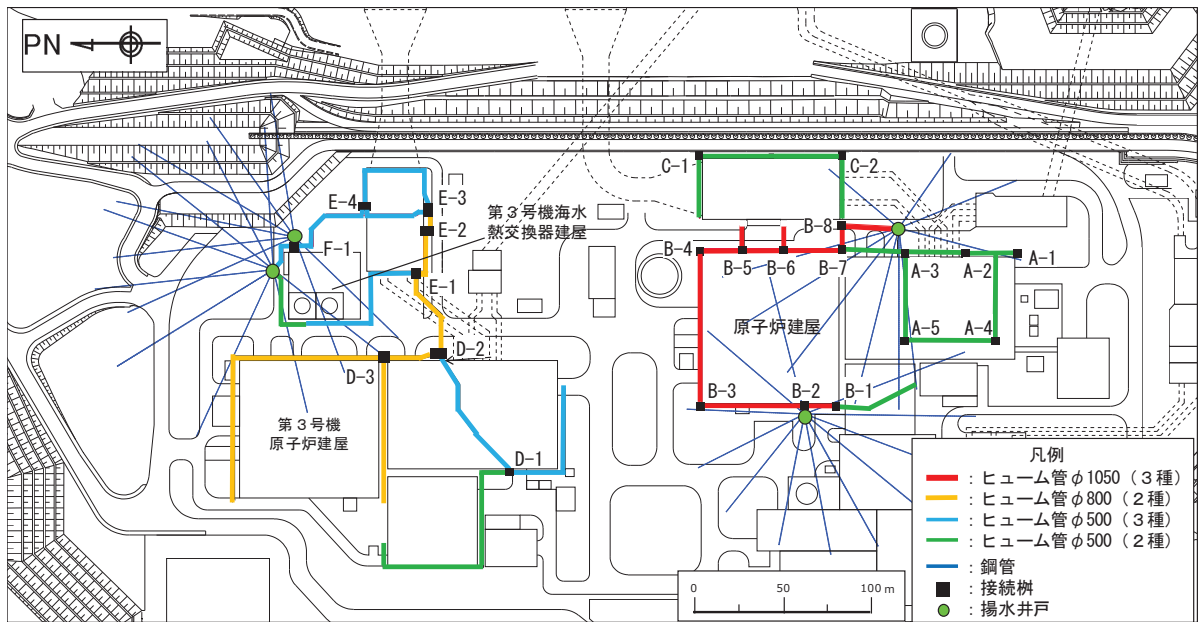 PN
C-1
C-2
E-4
E-3
第3号機海水
熱交換器建屋
E-2
F-1
B-8
B-4
B-5
B-6
B-7
A-3
A-2
A-1
E-1
原子炉建屋
A-5
A-4
D-2
D-3
B-3
B-2
B-1
第3号機
原子炉建屋
D-1
凡例
：ヒューム管φ1050（3種）
：ヒューム管φ800（2種）
：ヒューム管φ500（3種）
：ヒューム管φ500（2種）
：鋼管
：接続桝
：揚水井戸
0 50 100 m